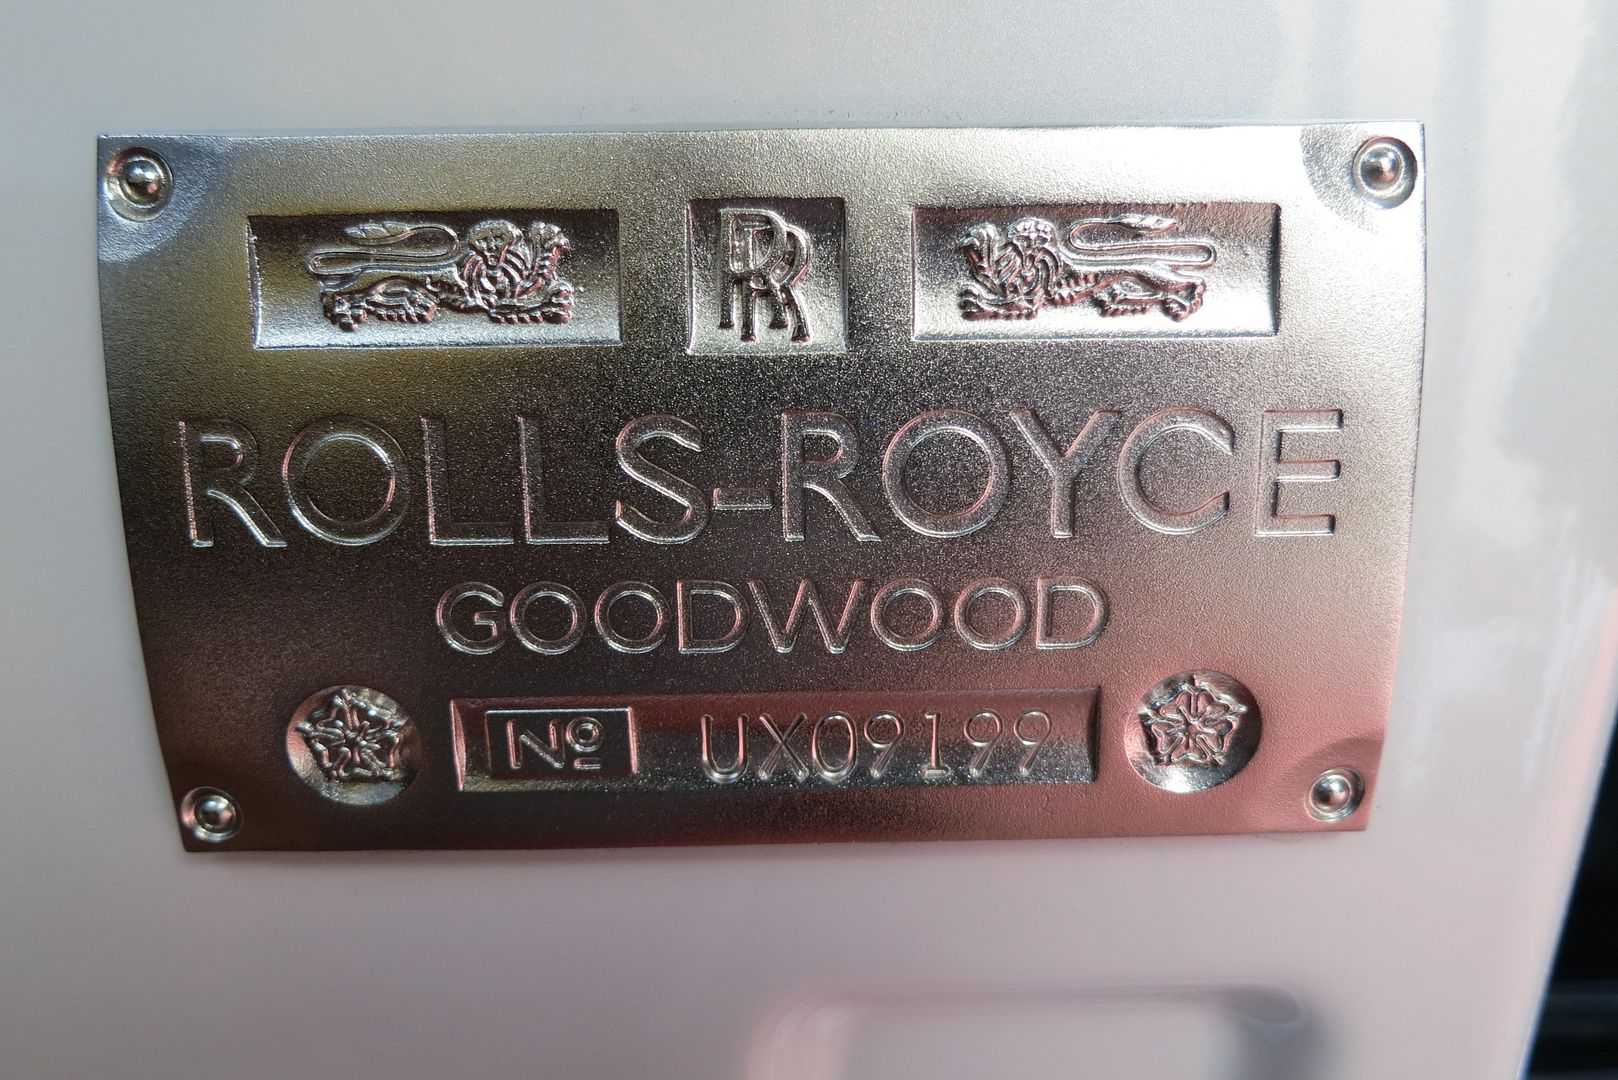 RR
ROLLS-ROYCE
GOODWOOD
Nº UX09199